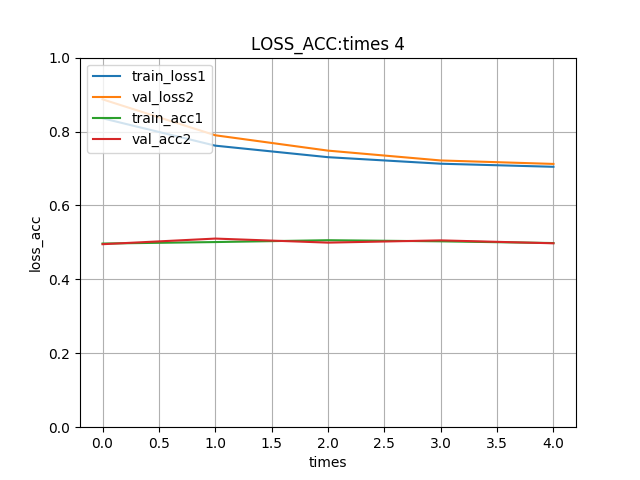 LOSS_ACC:times 4
train_loss1
val_loss2
train_acc1
val_acc2
1.0
0.8
0.6
0.4
0.2
0.0
loss_acc
0.0 0.5 1.0 1.5 2.0 2.5 3.0 3.5 4.0
times